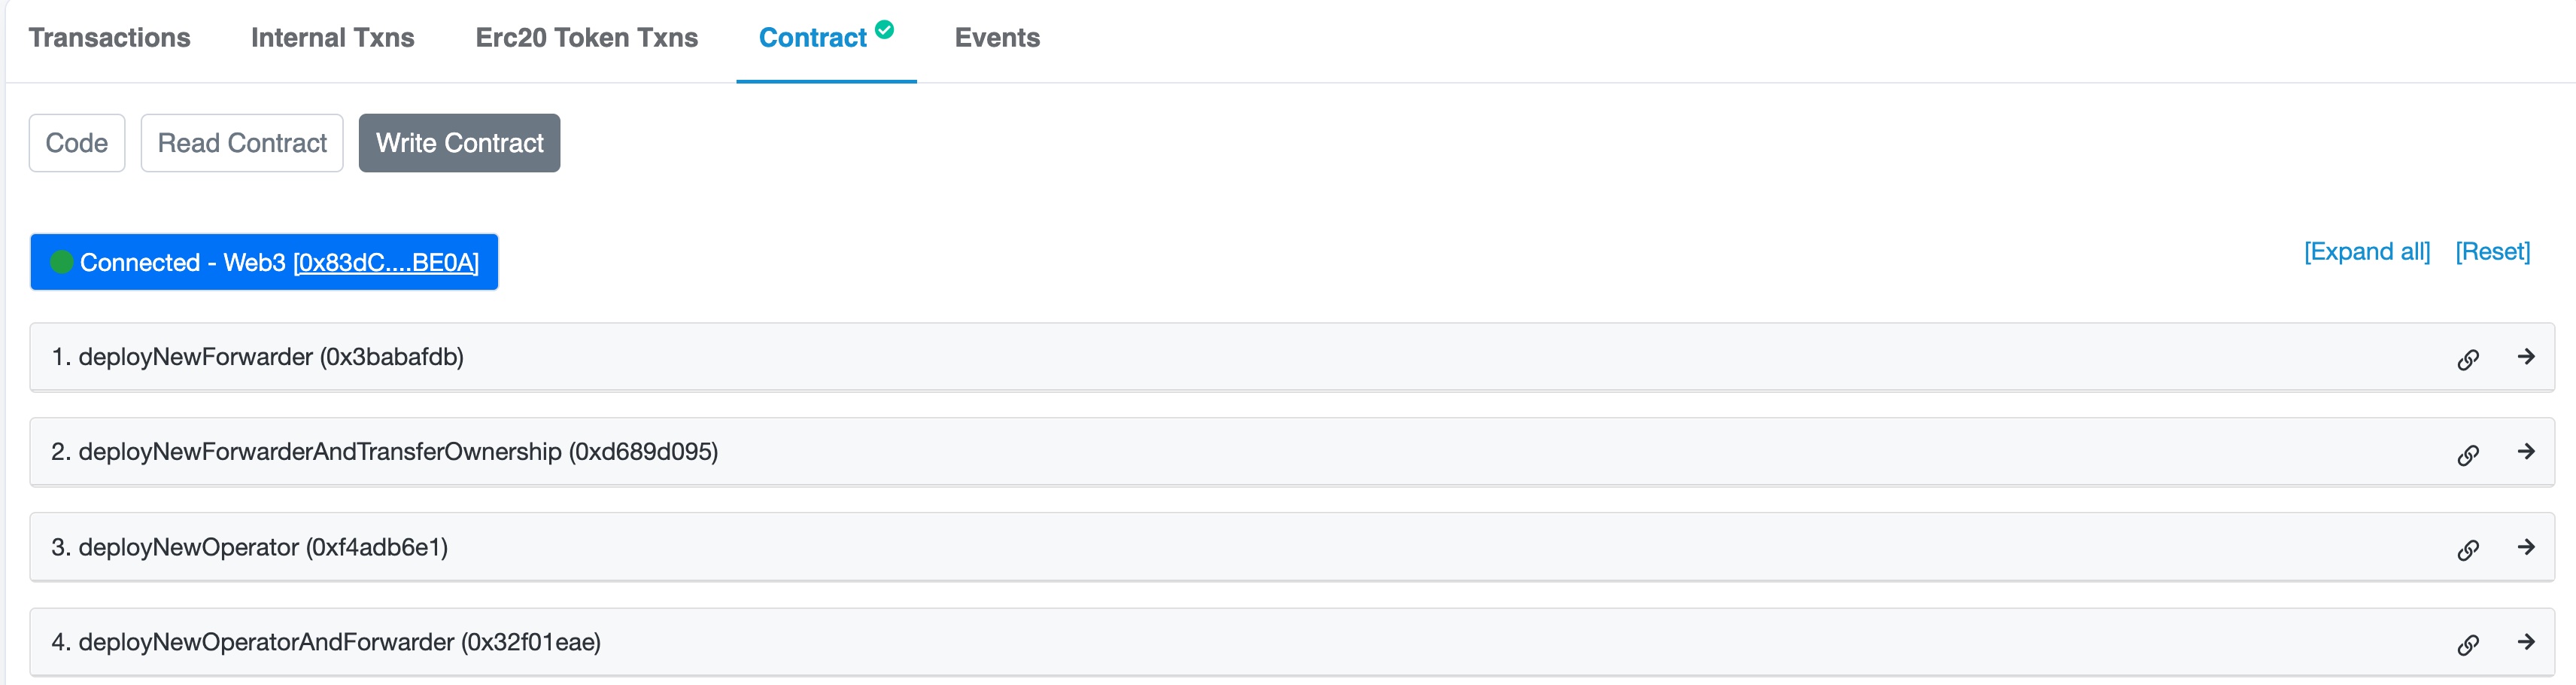 Transactions Internal Txns Erc20 Token Txns Contract Events
Code Read Contract Write Contract
Connected - Web3 [0x83dC....BE0A] [Expand all] [Reset]
1. deployNewForwarder (0x3babafdb)
2. deployNewForwarderAndTransferOwnership (0xd689d095)
3. deployNewOperator (0xf4adb6e1)
4. deployNewOperatorAndForwarder (0x32f01eae)